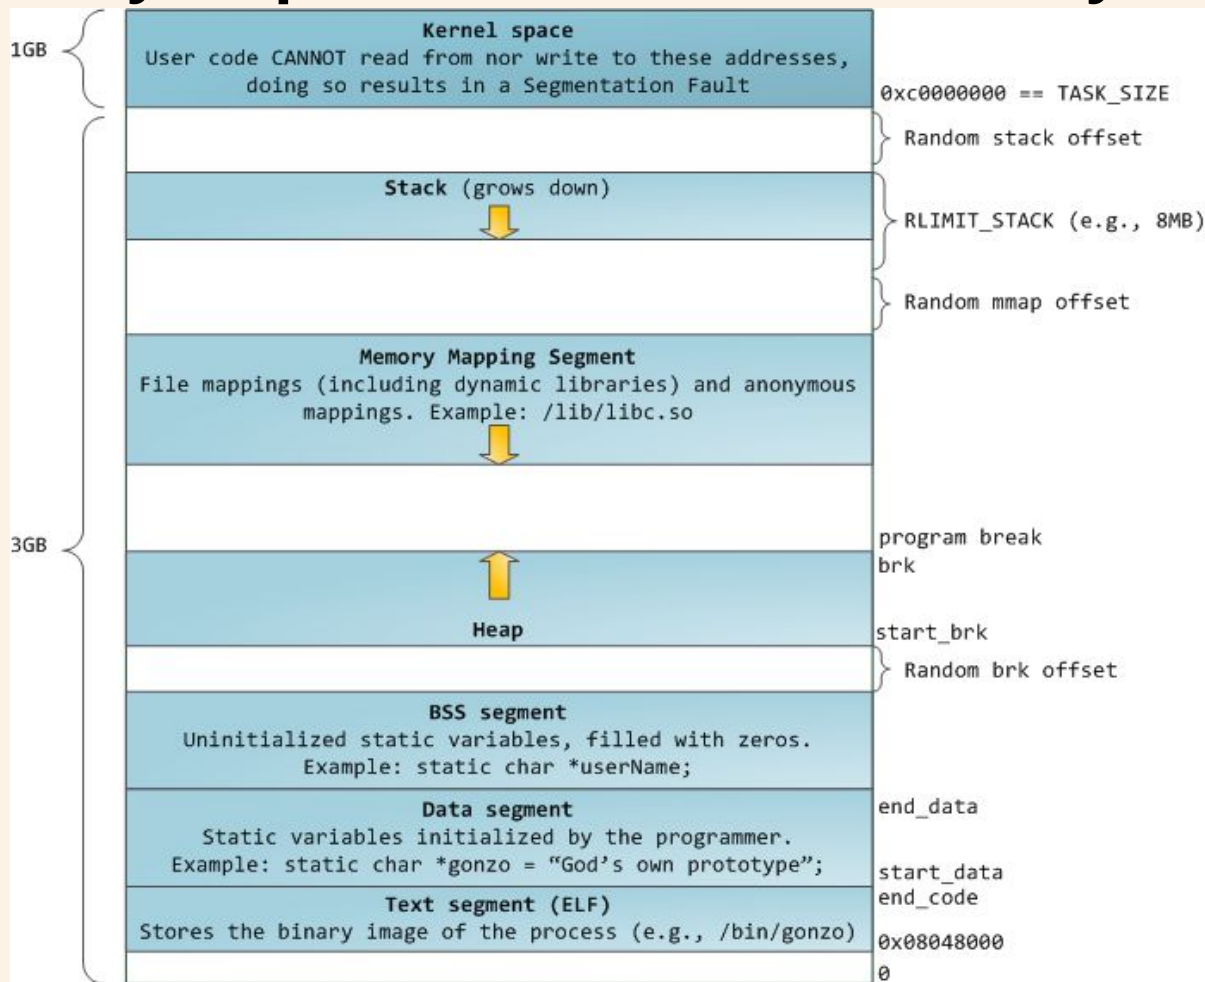 Kernel space
1GB
User code CANNOT read from nor write to these addresses,
doing so results in a Segmentation Fault
0xc0000000 == TASK_SIZE
Random stack offset
Stack (grows down)
RLIMIT_STACK (e.g., 8MB)
Random mmap offset
Memory Mapping Segment
File mappings (including dynamic libraries) and anonymous
mappings. Example: /lib/libc.so
3GB
program break
brk
Heap
start_brk
Random brk offset
BSS segment
Uninitialized static variables, filled with zeros.
Example: static char *userName;
Data segment
end_data
Static variables initialized by the programmer.
Example: static char *gonzo = “God’s own prototype”;
start_data
end_code
Text segment (ELF)
Stores the binary image of the process (e.g., /bin/gonzo)
0x08048000
0